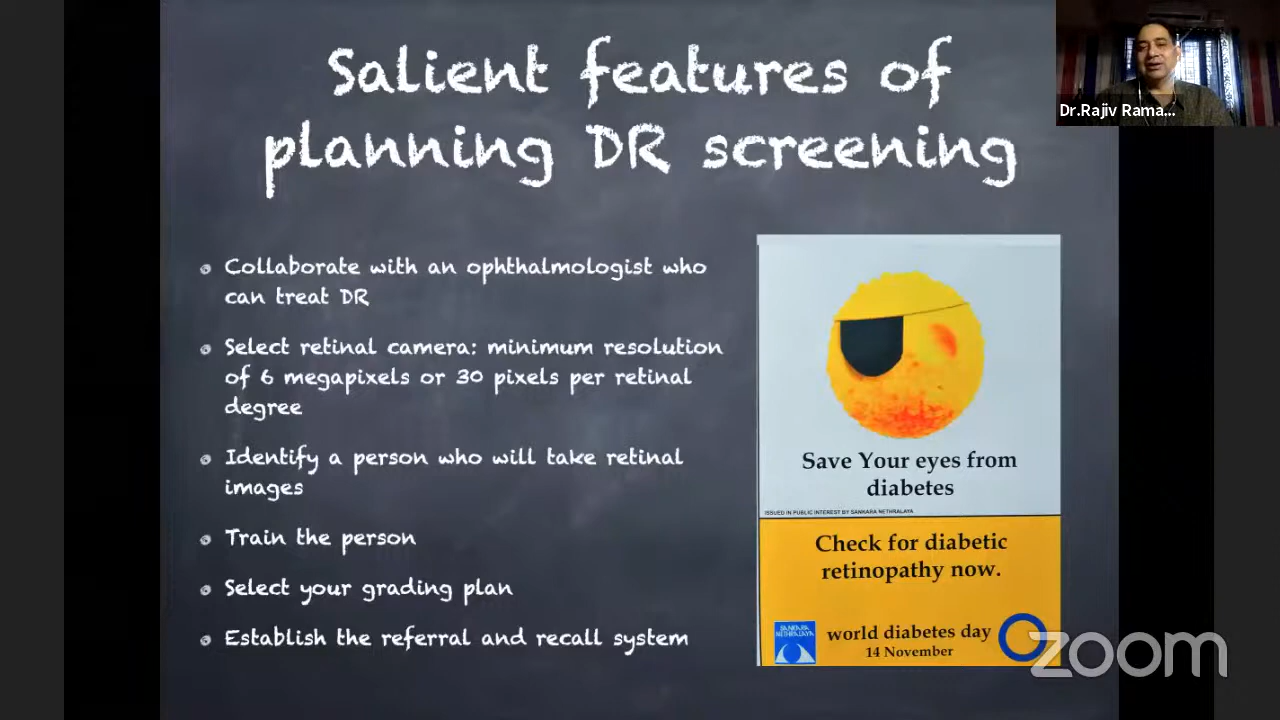 Salient features of
planning DR screening
Dr.Rajiv Rama...
Collaborate with an ophthalmologist who
can treat DR
Select retinal camera: minimum resolution
of 6 megapixels or 30 pixels per retinal
degree
Identify a person who will take retinal
images
Train the person
Select your grading plan
Establish the referral and recall system
Save Your eyes from
diabetes
ISSUED IN PUBLIC INTEREST BY SANKARA NETHRALAYA
Check for diabetic
retinopathy now.
SANKARA
NETHRALAYA
world diabetes day
14 November
zoom